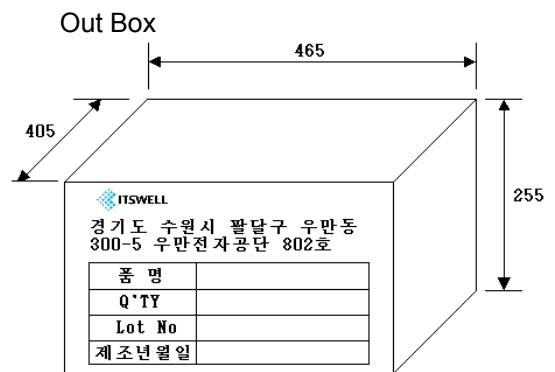 Out Box
465
405
255
ITSWELL
경기도 수원시 팔달구 우만동
300-5 우만전자공단 802호
품 명
Q'TY
Lot No
제조년월일